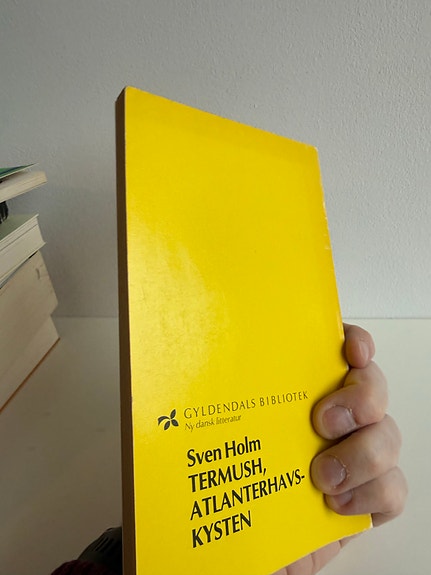 GYLDENDALS BIBLIOTEK
Ny dansk litteratur
Sven Holm
TERMUSH,
ATLANTERHAVS-
KYSTEN